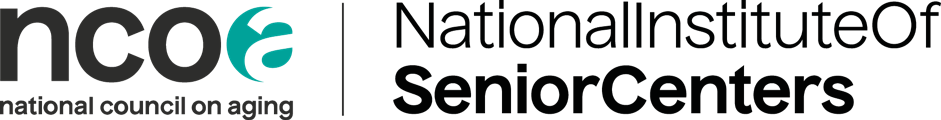 ncoa
national council on aging
NationalInstituteOf
SeniorCenters